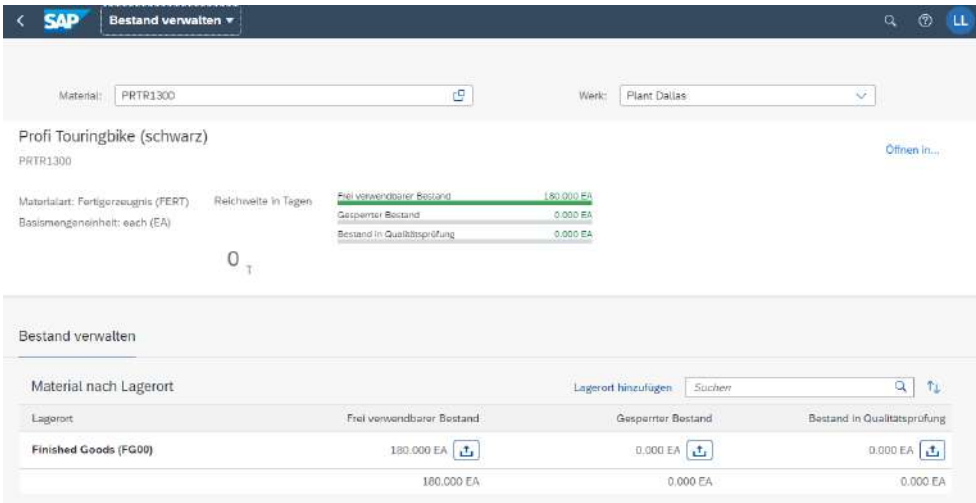 SAP Bestand verwalten
LL
Material: PRTR1300 Werk: Plant Dallas
Profi Touringbike (schwarz)
PRTR1300
Öffnen in...
Materialart: Fertigerzeugnis (FERT) Reichweite in Tagen Frei verwendbarer Bestand 180.000 EA
Basismengeneinheit: each (EA) Gesperrter Bestand 0.000 EA
Bestand in Qualitätsprüfung 0.000 EA
0 T
Bestand verwalten
Material nach Lagerort Lagerort hinzufügen Suchen
Lagerort Frei verwendbarer Bestand Gesperrter Bestand Bestand in Qualitätsprüfung
Finished Goods (FG00) 180.000 EA 0.000 EA 0.000 EA
180.000 EA 0.000 EA 0.000 EA